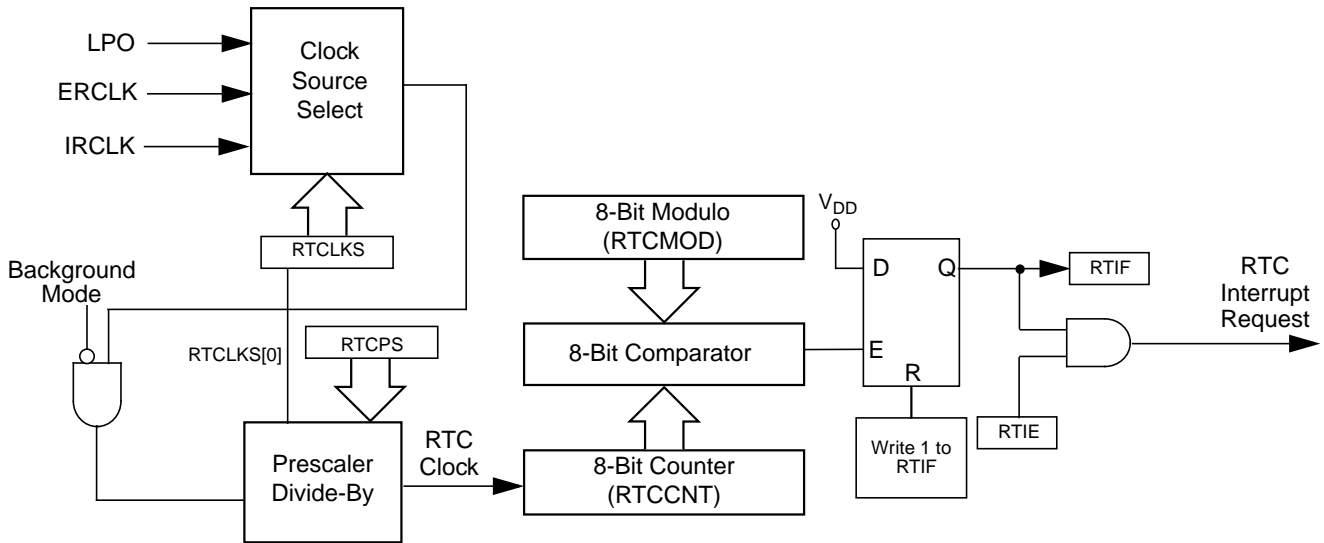 LPO
ERCLK
IRCLK
Clock
Source
Select
RTCLKS
Background
Mode
RTCLKS[0]
RTCPS
Prescaler
Divide-By
RTC
Clock
8-Bit Modulo
(RTCMOD)
8-Bit Comparator
8-Bit Counter
(RTCCNT)
VDD
D
Q
E
R
Write 1 to
RTIF
RTIF
RTIE
RTC
Interrupt
Request